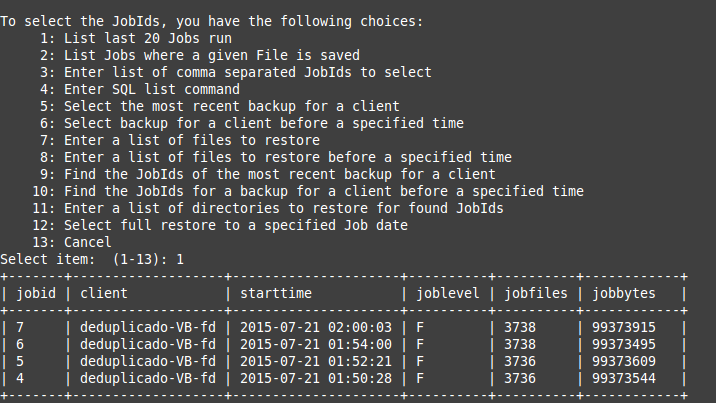 To select the JobIds, you have the following choices:
     1: List last 20 Jobs run
     2: List Jobs where a given File is saved
     3: Enter list of comma separated JobIds to select
     4: Enter SQL list command
     5: Select the most recent backup for a client
     6: Select backup for a client before a specified time
     7: Enter a list of files to restore
     8: Enter a list of files to restore before a specified time
     9: Find the JobIds of the most recent backup for a client
    10: Find the JobIds for a backup for a client before a specified time
    11: Enter a list of directories to restore for found JobIds
    12: Select full restore to a specified Job date
    13: Cancel
Select item:  (1-13): 1
+-------+-------------------+---------------------+----------+----------+------------+
| jobid | client            | starttime           | joblevel | jobfiles | jobbytes   |
+-------+-------------------+---------------------+----------+----------+------------+
| 7     | deduplicado-VB-fd | 2015-07-21 02:00:03 | F        | 3738     | 99373915   |
| 6     | deduplicado-VB-fd | 2015-07-21 01:54:00 | F        | 3738     | 99373495   |
| 5     | deduplicado-VB-fd | 2015-07-21 01:52:21 | F        | 3736     | 99373609   |
| 4     | deduplicado-VB-fd | 2015-07-21 01:50:28 | F        | 3736     | 99373544   |
+-------+-------------------+---------------------+----------+----------+------------+